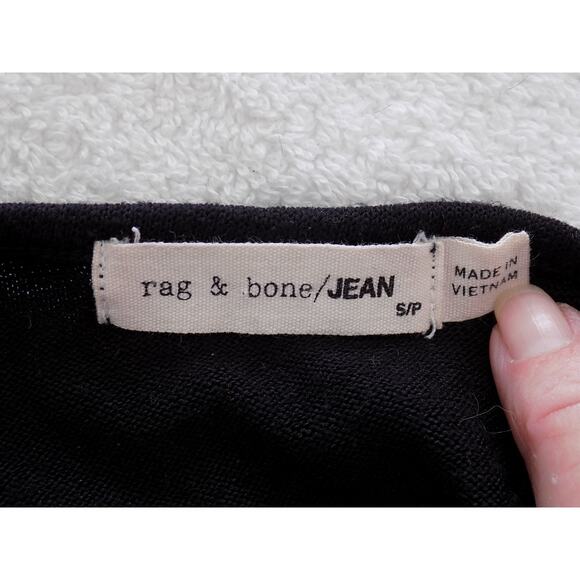 rag & bone/JEAN
S/P
MADE IN
VIETNAM